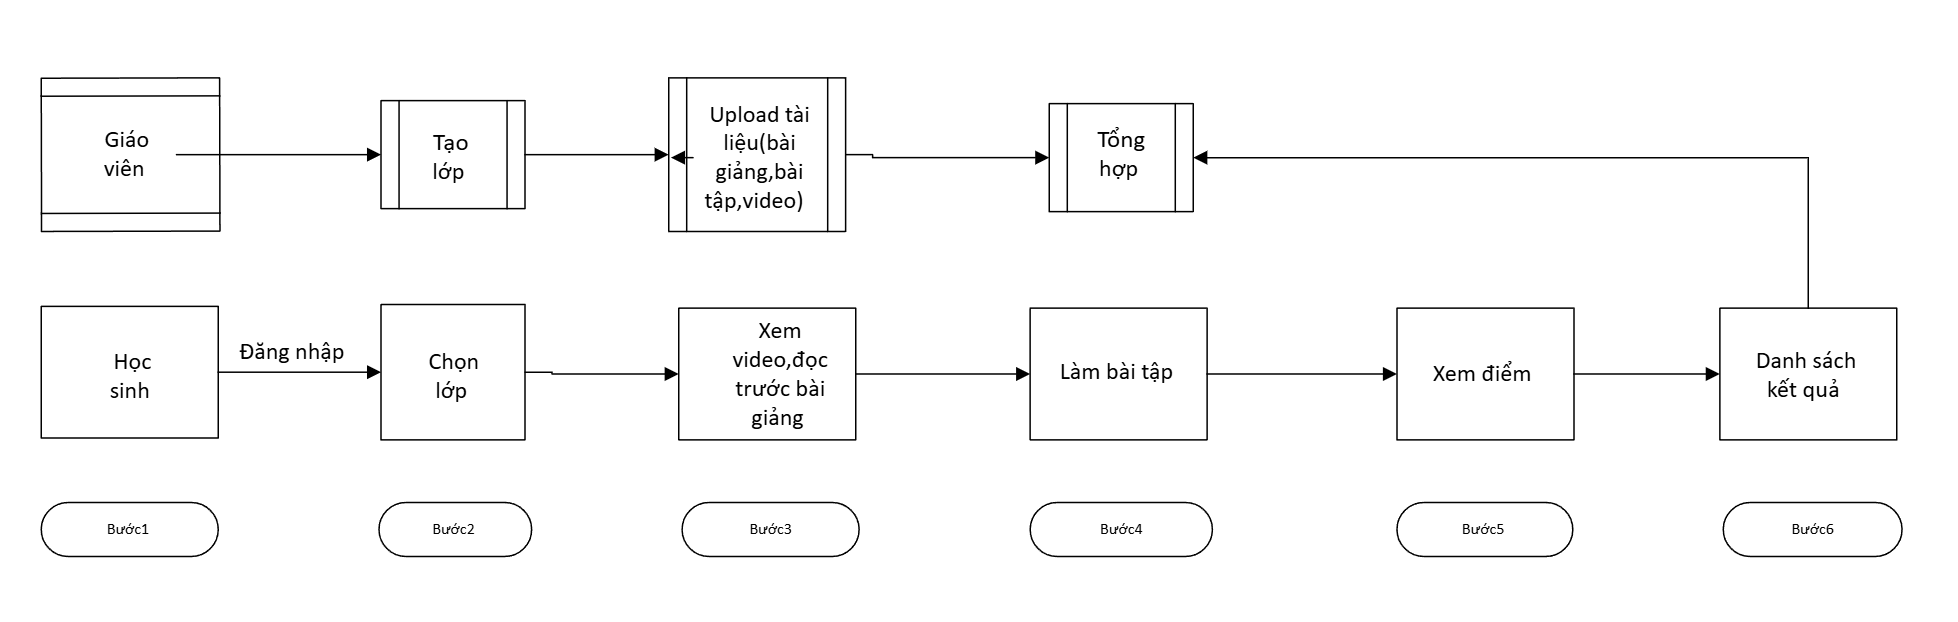 Giáo
viên
Tạo
lớp
Upload tài
liệu(bài
giảng,bài
tập,video)
Tổng
hợp
Học
sinh
Đăng nhập
Chọn
lớp
Xem
video,đọc
trước bài
giảng
Làm bài tập
Xem điểm
Danh sách
kết quả
Bước1
Bước2
Bước3
Bước4
Bước5
Bước6